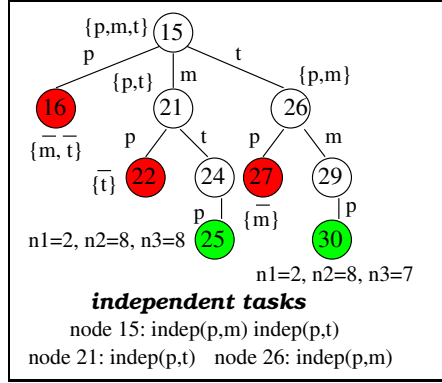 {p,m,t} 15
p m t
{p,t} {p,m}
16 21 26
p t p m
{m̅, t̅}
{t̅} 22 24 27 29
p {m̅} p
n1=2, n2=8, n3=8 25 30
n1=2, n2=8, n3=7
independent tasks
node 15: indep(p,m) indep(p,t)
node 21: indep(p,t) node 26: indep(p,m)